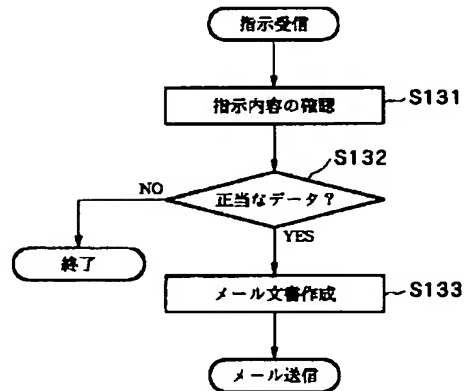 指示受信
指示内容の確認
S131
S132
正当なデータ?
NO
YES
終了
メール文書作成
S133
メール送信